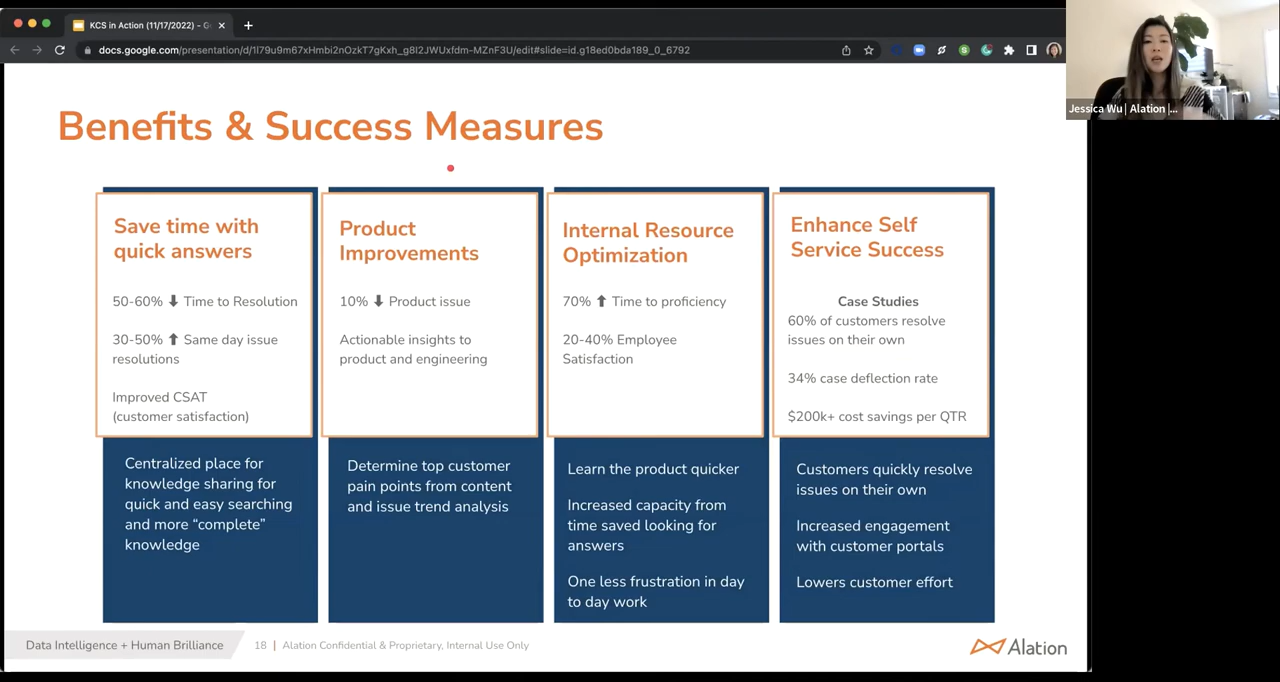 KCS in Action (11/17/2022) - G
docs.google.com/presentation/d/1l79u9m67xHmbi2nOzkT7gKxh_g8l2JWUxfdm-MZnF3U/edit#slide=id.g18ed0bda189_0_6792
Jessica Wu | Alation |...
Benefits & Success Measures
Save time with
quick answers
50-60% ⬇ Time to Resolution
30-50% ⬆ Same day issue
resolutions
Improved CSAT
(customer satisfaction)
Centralized place for
knowledge sharing for
quick and easy searching
and more “complete”
knowledge
Product
Improvements
10% ⬇ Product issue
Actionable insights to
product and engineering
Determine top customer
pain points from content
and issue trend analysis
Internal Resource
Optimization
70% ⬆ Time to proficiency
20-40% Employee
Satisfaction
Learn the product quicker
Increased capacity from
time saved looking for
answers
One less frustration in day
to day work
Enhance Self
Service Success
Case Studies
60% of customers resolve
issues on their own
34% case deflection rate
$200k+ cost savings per QTR
Customers quickly resolve
issues on their own
Increased engagement
with customer portals
Lowers customer effort
Data Intelligence + Human Brilliance
18 | Alation Confidential & Proprietary, Internal Use Only
Alation